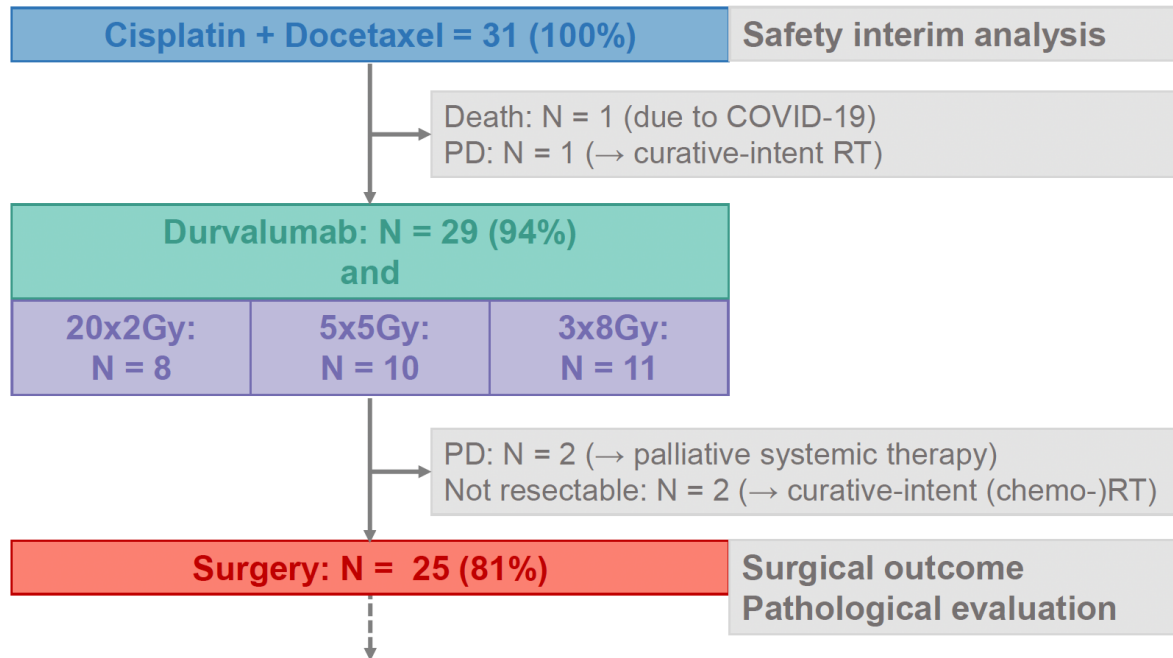 Cisplatin + Docetaxel = 31 (100%)
Safety interim analysis
Death: N = 1 (due to COVID-19)
PD: N = 1 (→ curative-intent RT)
Durvalumab: N = 29 (94%)
and
20x2Gy:
N = 8
5x5Gy:
N = 10
3x8Gy:
N = 11
PD: N = 2 (→ palliative systemic therapy)
Not resectable: N = 2 (→ curative-intent (chemo-)RT)
Surgery: N =  25 (81%)
Surgical outcome
Pathological evaluation